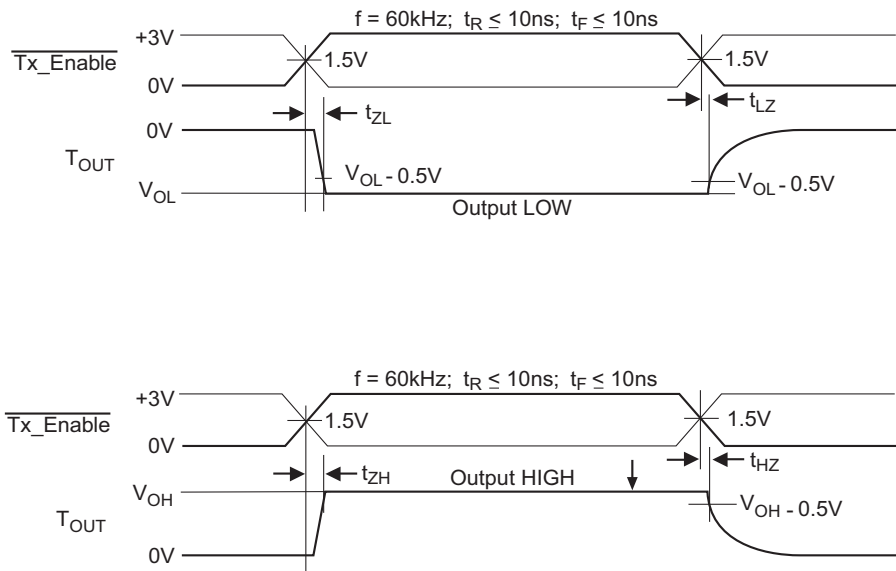 f = 60kHz; tR ≤ 10ns; tF ≤ 10ns
+3V
Tx_Enable
1.5V
1.5V
0V
tZL
tLZ
0V
TOUT
VOL - 0.5V
VOL - 0.5V
VOL
Output LOW
f = 60kHz; tR ≤ 10ns; tF ≤ 10ns
+3V
Tx_Enable
1.5V
1.5V
0V
tZH
tHZ
Output HIGH
VOH
VOH - 0.5V
TOUT
0V